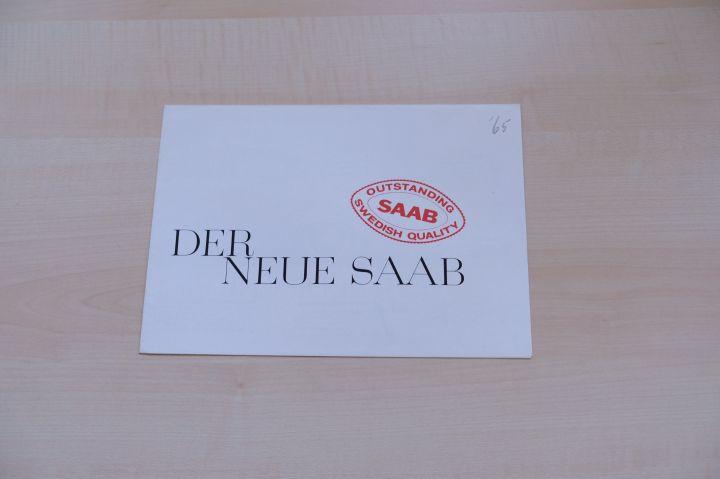 '65
OUTSTANDING
SAAB
SWEDISH QUALITY
DER
NEUE SAAB